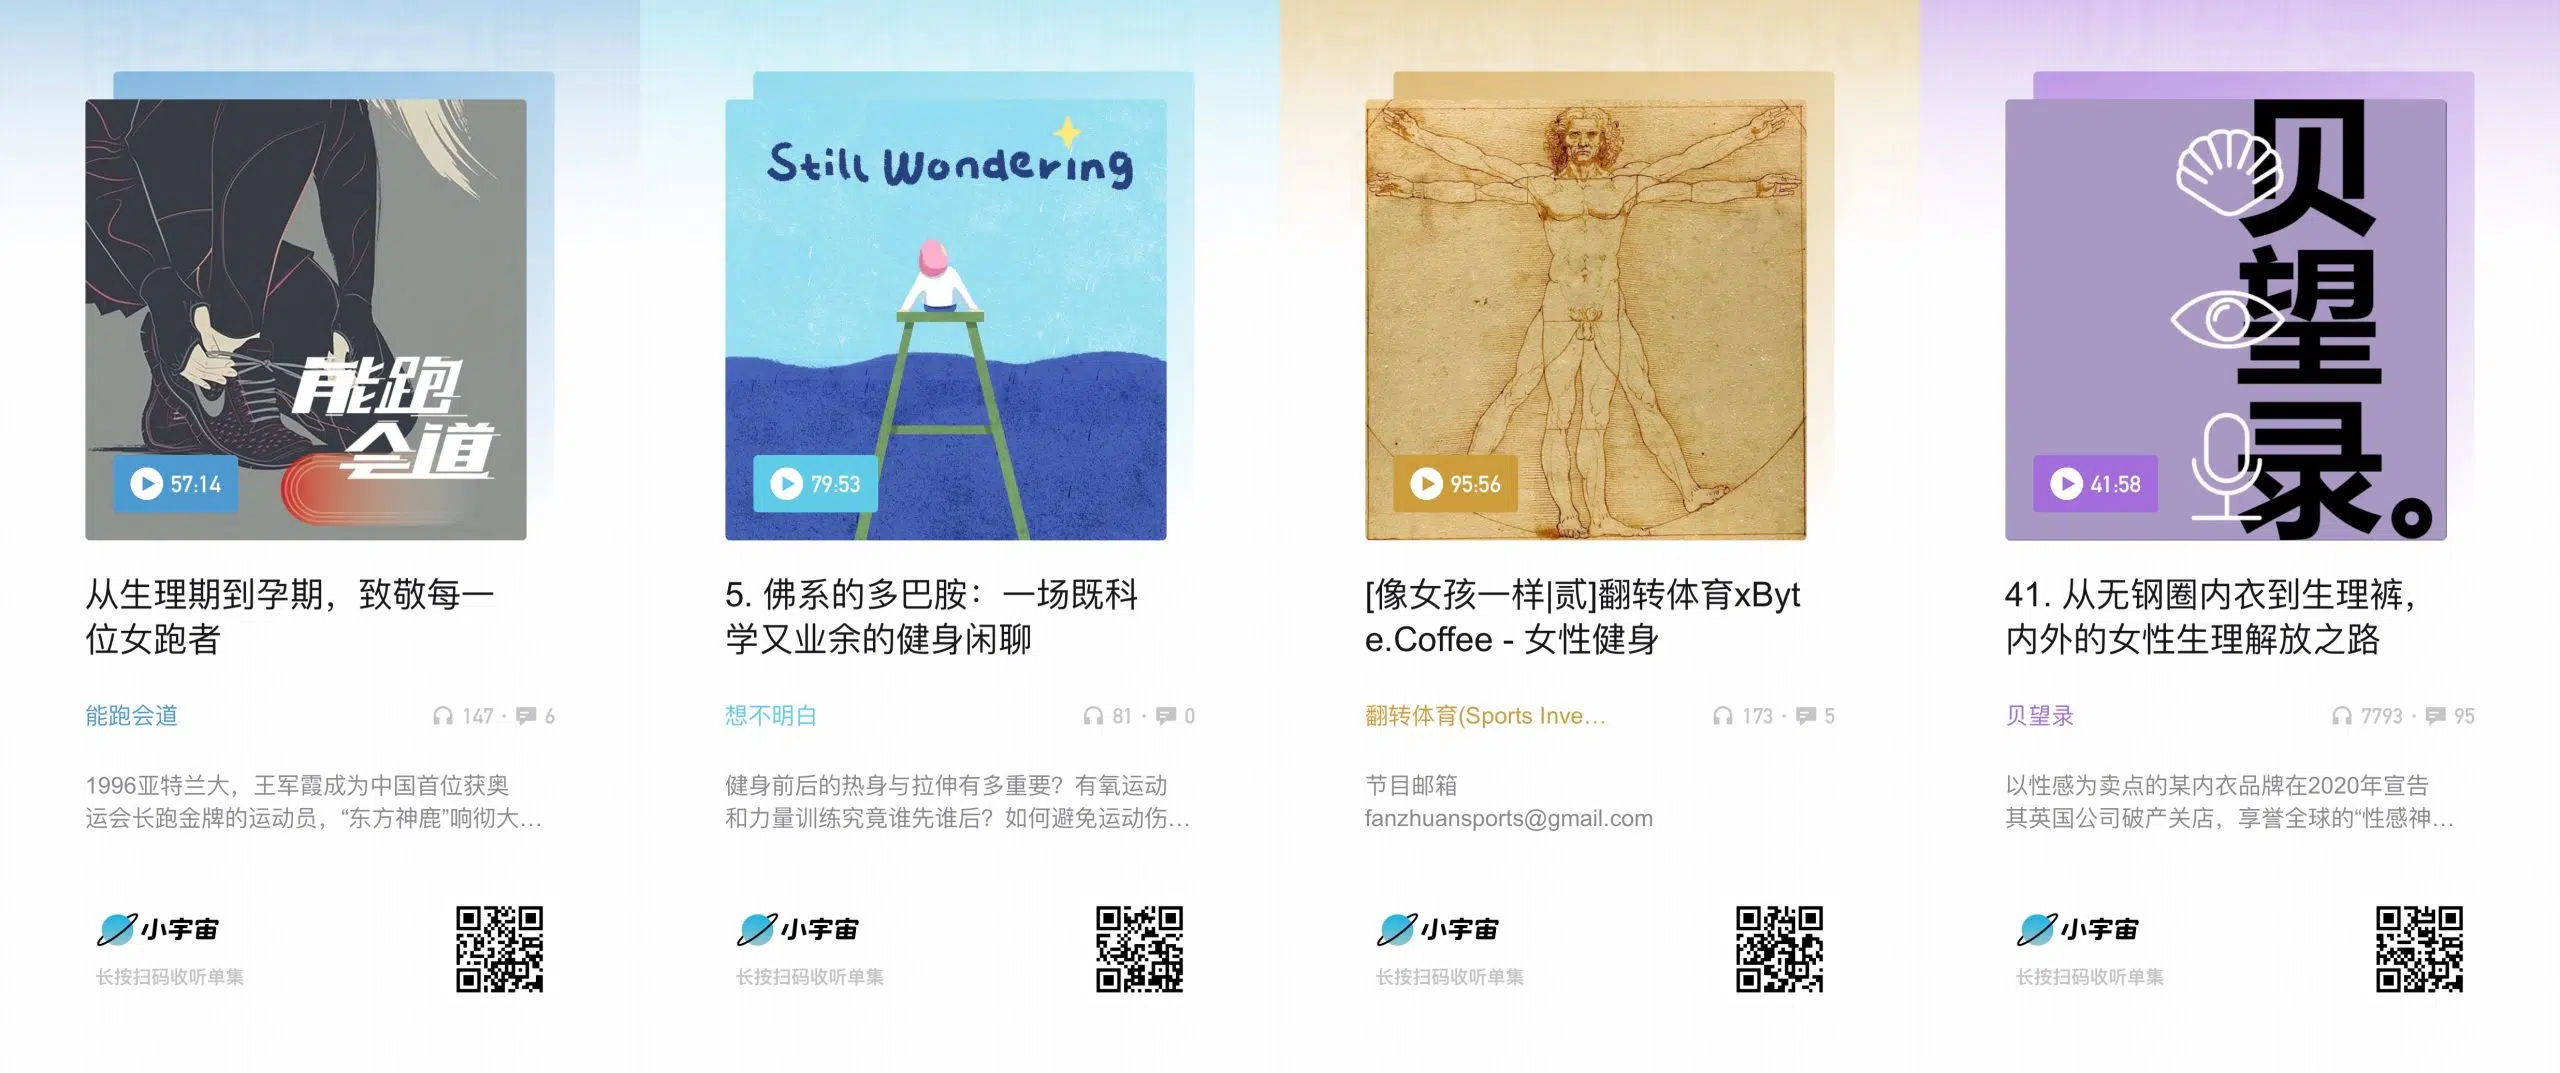 能跑
会道
57:14
从生理期到孕期，致敬每一
位女跑者
能跑会道
147 · 6
1996亚特兰大，王军霞成为中国首位获奥
运会长跑金牌的运动员，“东方神鹿”响彻大…
小宇宙
长按扫码收听单集
Still Wondering
79:53
5. 佛系的多巴胺：一场既科
学又业余的健身闲聊
想不明白
81 · 0
健身前后的热身与拉伸有多重要？有氧运动
和力量训练究竟谁先谁后？如何避免运动伤…
小宇宙
长按扫码收听单集
95:56
[像女孩一样|贰]翻转体育xByt
e.Coffee - 女性健身
翻转体育(Sports Inve…
173 · 5
节目邮箱
fanzhuansports@gmail.com
小宇宙
长按扫码收听单集
贝望录。
41:58
41. 从无钢圈内衣到生理裤，
内外的女性生理解放之路
贝望录
7793 · 95
以性感为卖点的某内衣品牌在2020年宣告
其英国公司破产关店，享誉全球的“性感神…
小宇宙
长按扫码收听单集